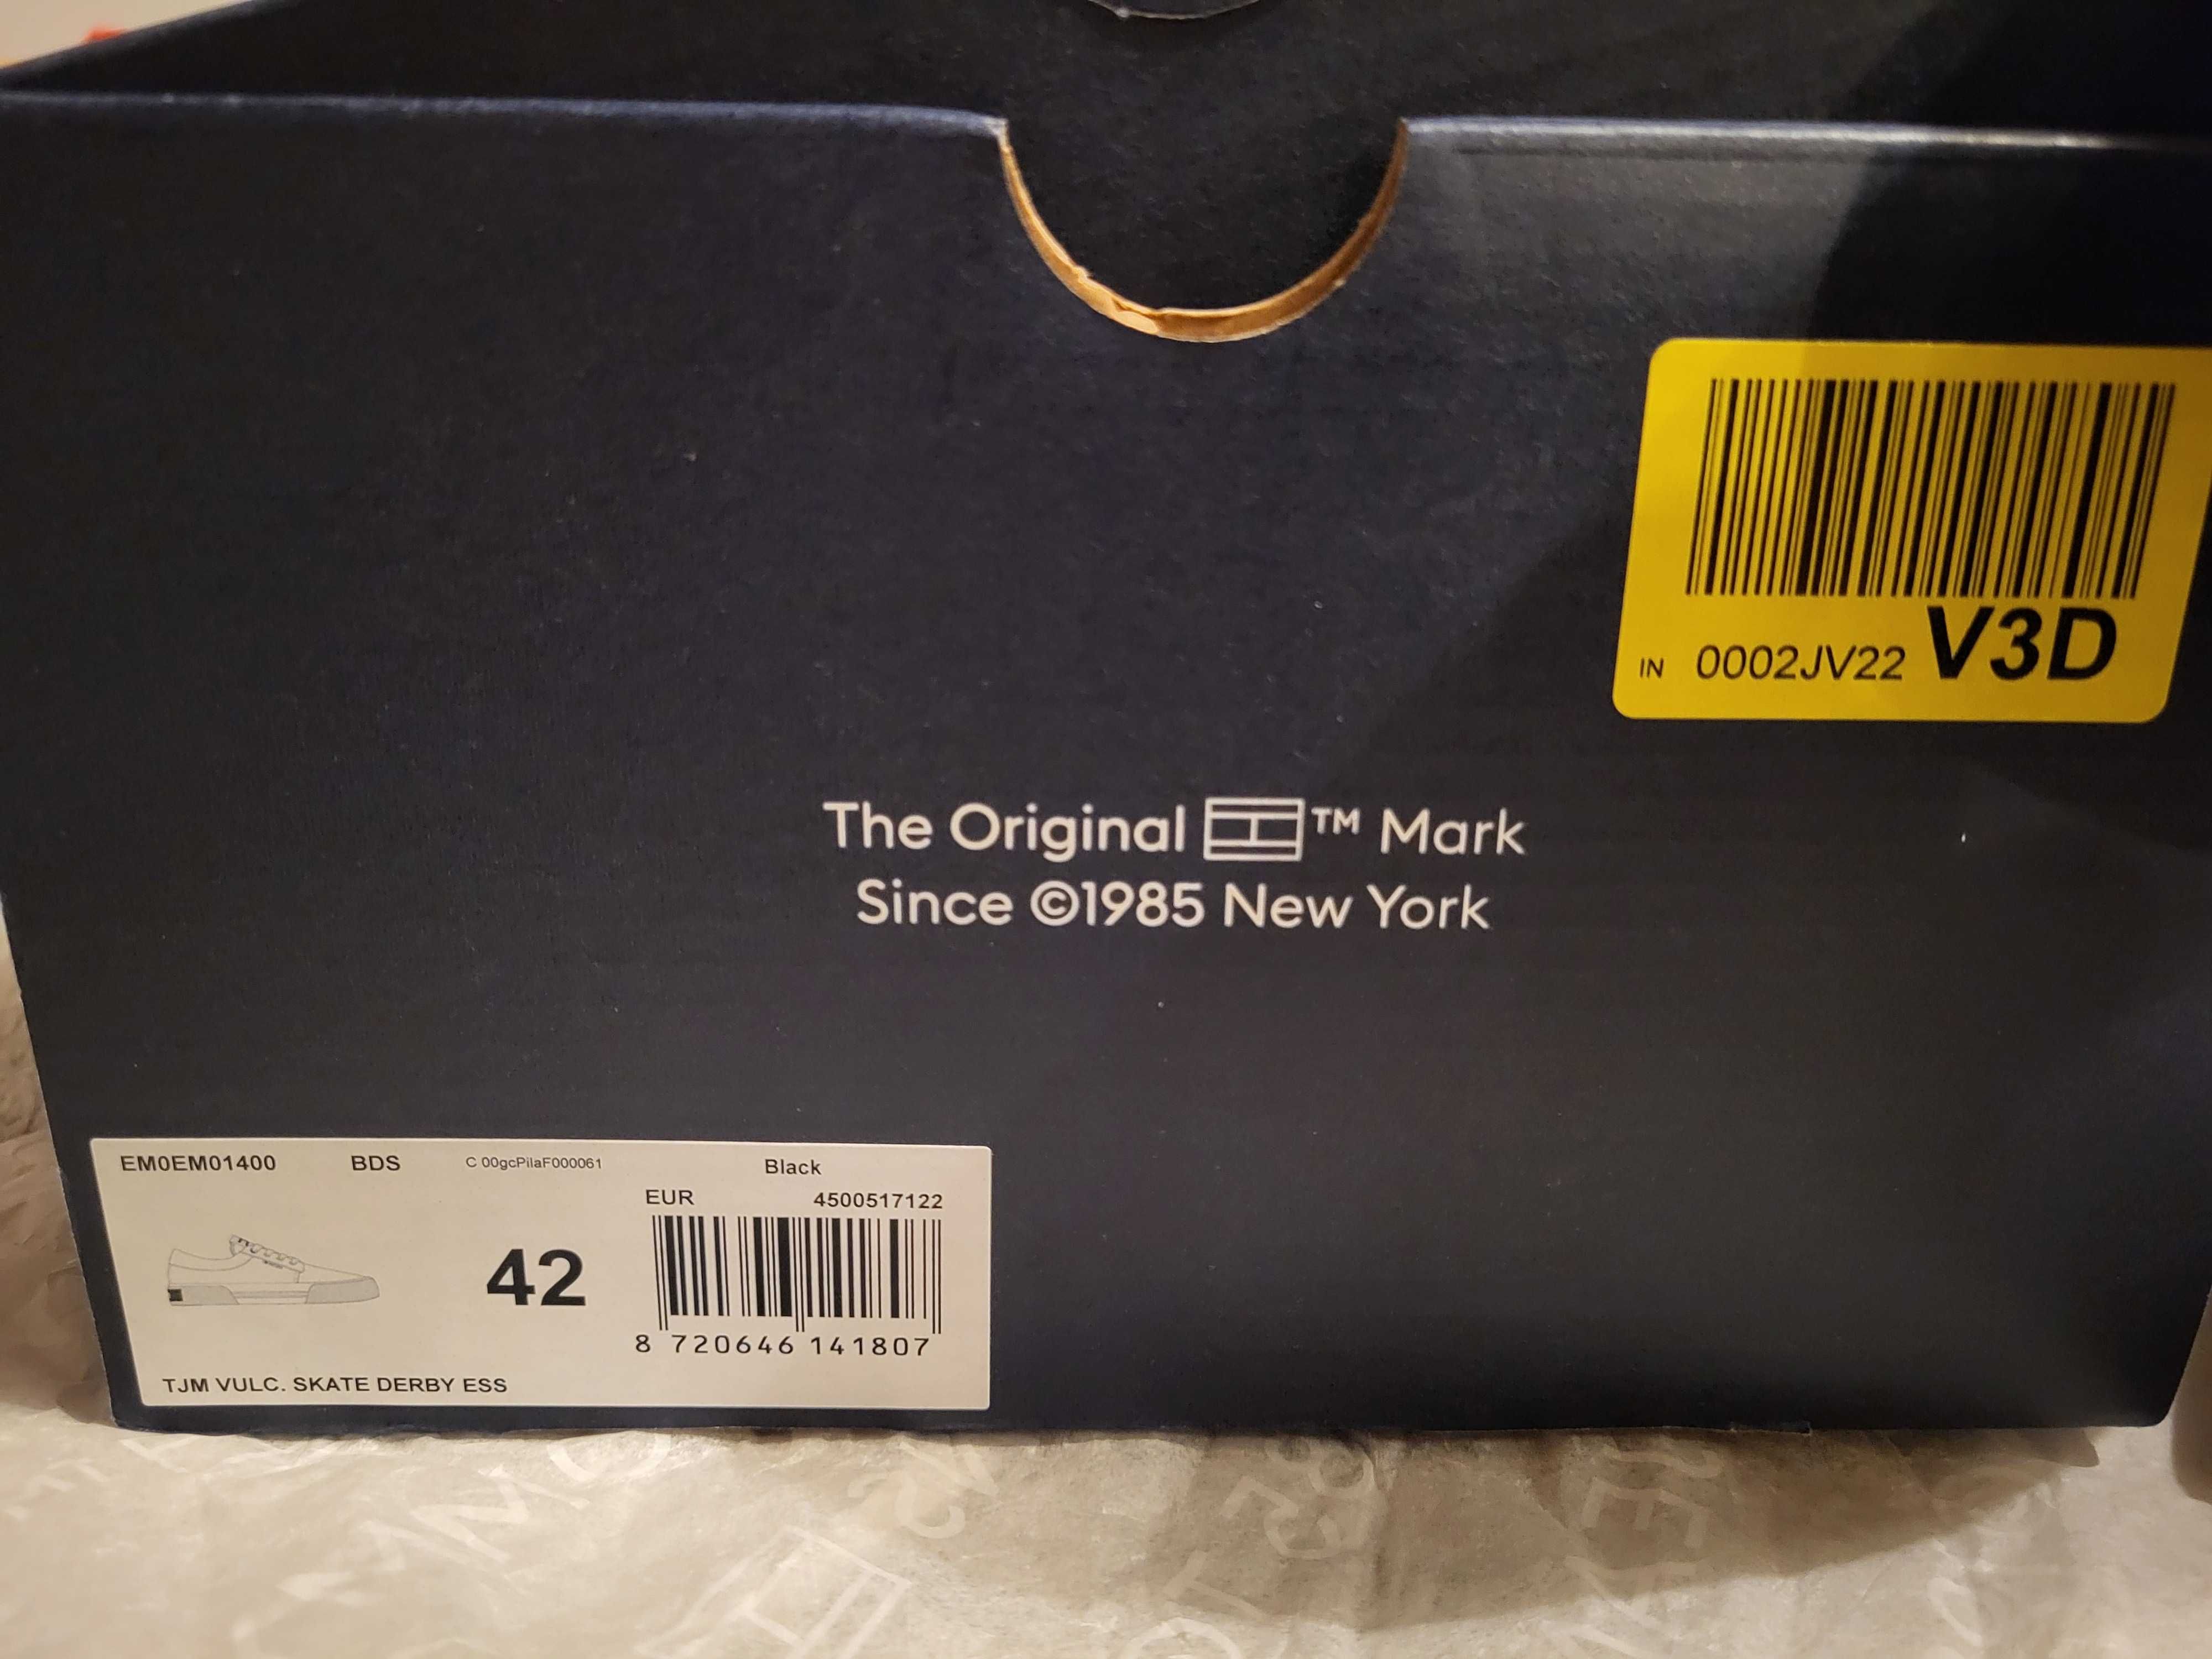 IN 0002JV22 V3D
The Original ™ Mark
Since ©1985 New York
EM0EM01400 BDS C 00gcPilaF000061 Black
EUR 4500517122
42
8 720646 141807
TJM VULC. SKATE DERBY ESS